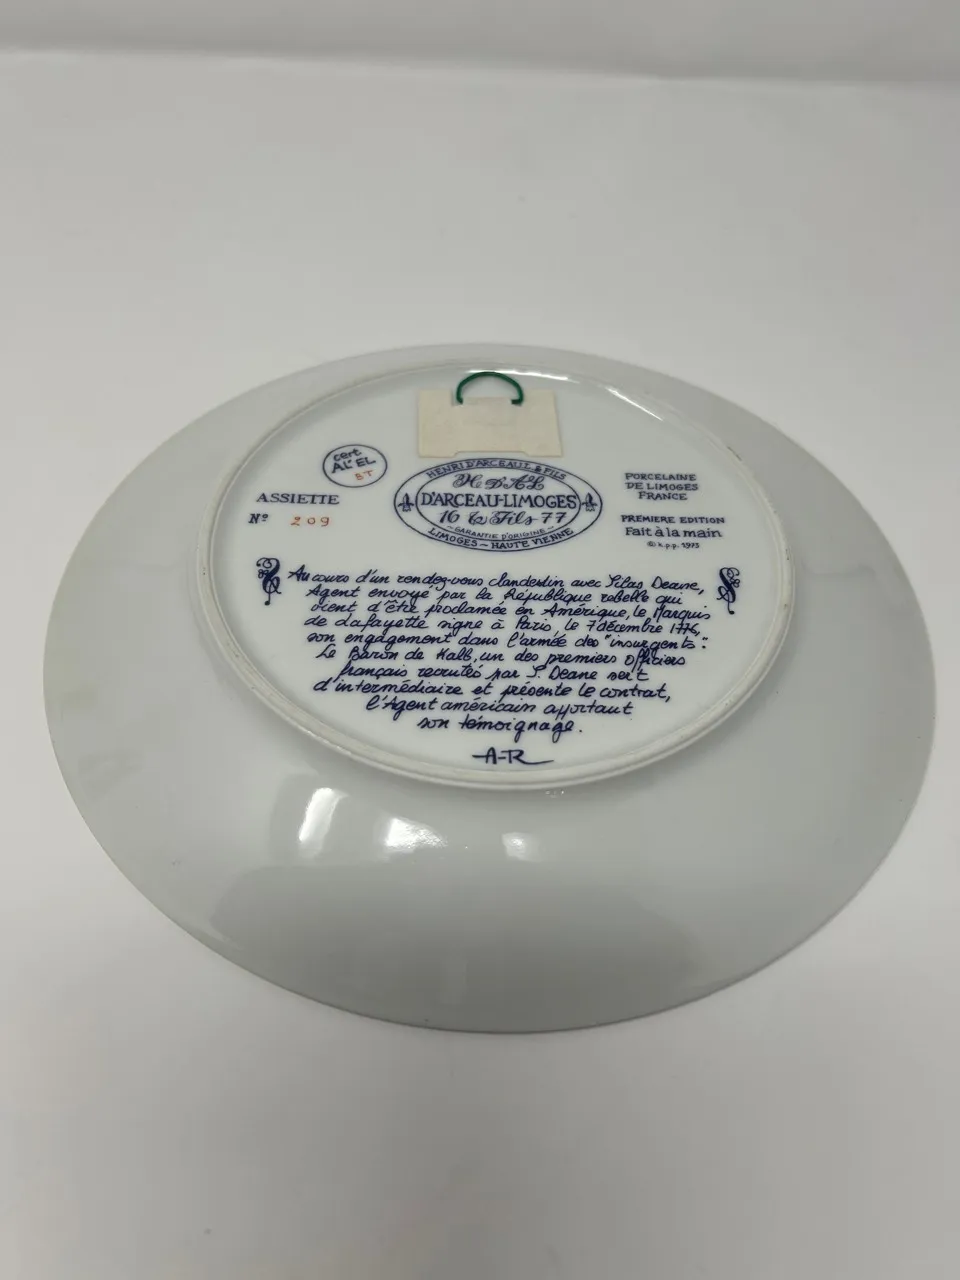 cert
AL' EL
BT
ASSIETTE
Nº 209
HENRI D'ARCEAU & FILS
H D'A L
D'ARCEAU-LIMOGES
16 & Fils 77
GARANTIE D'ORIGINE
LIMOGES ~ HAUTE VIENNE
PORCELAINE
DE LIMOGES
FRANCE
PREMIERE EDITION
Fait à la main
© k.p.p. 1973
Au cours d'un rendez-vous clandestin avec Silas Deane,
Agent envoyé par la République rebelle qui
vient d'être proclamée en Amérique, le Marquis
de Lafayette signe à Paris, le 7 décembre 1776,
son engagement dans l'armée des "insurgents".
Le Baron de Kalb, un des premiers Officiers
français recrutés par S. Deane sert
d'intermédiaire et présente le contrat,
l'Agent américain apportant
son témoignage.
A-R